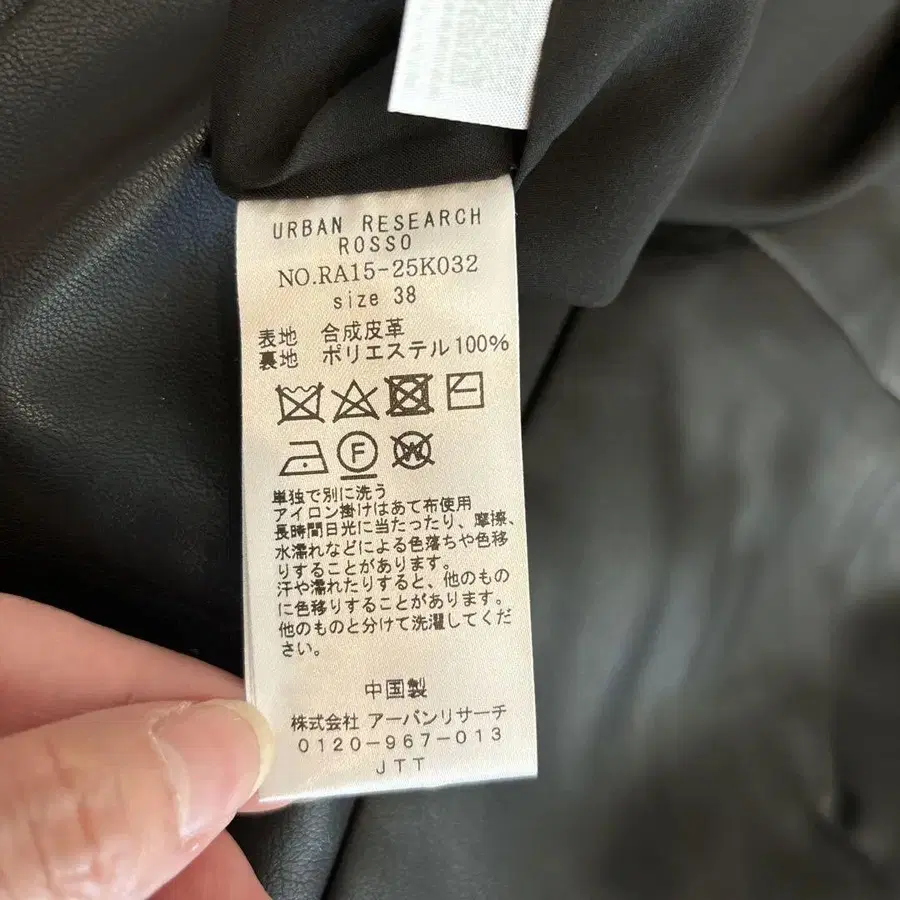 URBAN RESEARCH
ROSSO
NO.RA15-25K032
size 38
表地 合成皮革
裏地 ポリエステル100%
F
W
単独で別に洗う
アイロン掛けはあて布使用
長時間日光に当たったり、摩擦、
水濡れなどによる色落ちや色移
りすることがあります。
汗や濡れたりすると、他のもの
に色移りすることがあります。
他のものと分けて洗濯してくだ
さい。
中国製
株式会社 アーバンリサーチ
0120-967-013
JTT